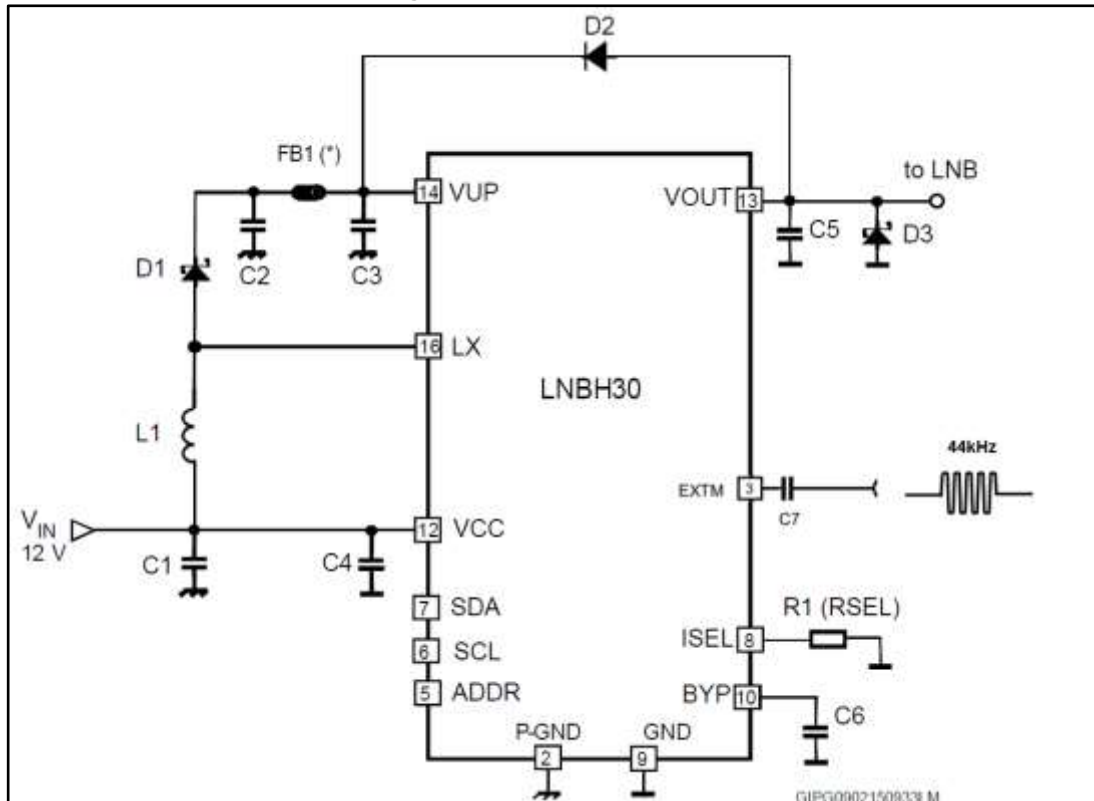 D2
FB1 (*)
14 VUP
VOUT 13
to LNB
C5
D3
D1
C2
C3
16 LX
LNBH30
L1
44kHz
EXTM 3
C7
VIN
12 V
12 VCC
C1
C4
R1 (RSEL)
7 SDA
ISEL 8
6 SCL
BYP 10
5 ADDR
C6
P-GND
GND
2
9
GIPG0902150933LM